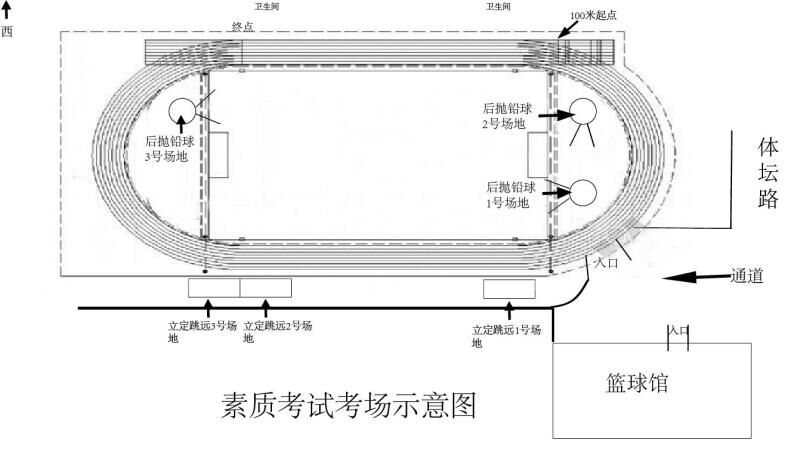 卫生间
卫生间
100米起点
西
终点
后抛铅球
2号场地
后抛铅球
3号场地
体
坛
路
后抛铅球
1号场地
入口
通道
立定跳远3号场
地
立定跳远2号场
地
立定跳远1号场
地
入口
篮球馆
素质考试考场示意图